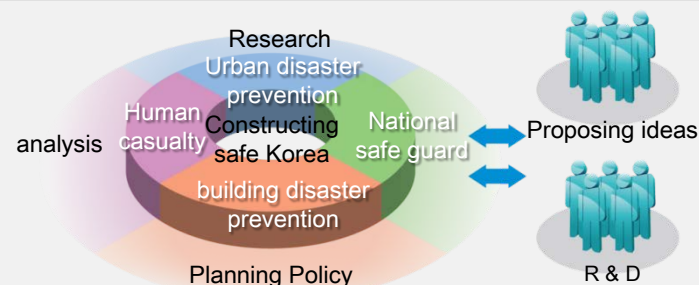 Research
Urban disaster
prevention
Human
casualty
Constructing
safe Korea
National
safe guard
analysis
building disaster
prevention
Planning Policy
Proposing ideas
R & D